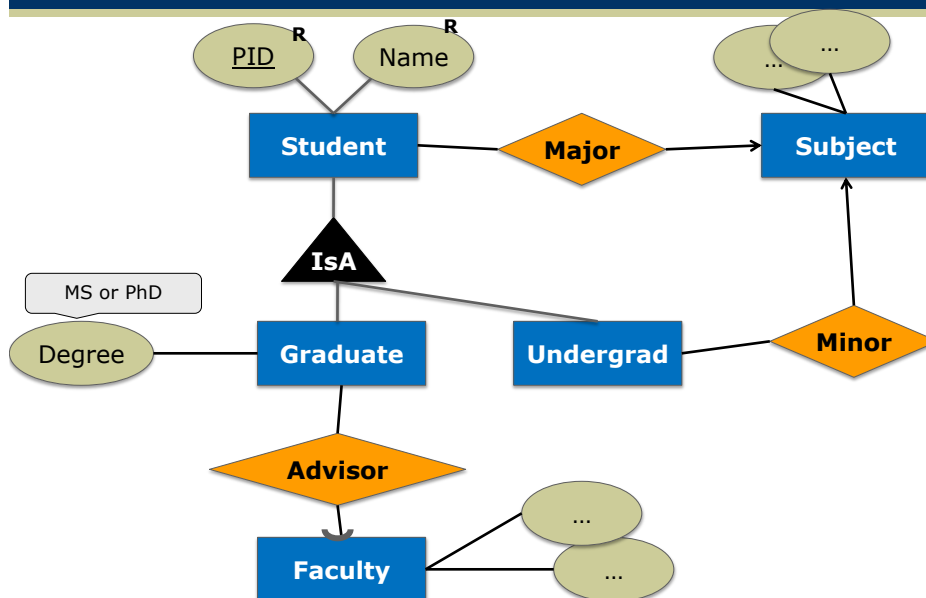 R
R
PID
Name
...
...
Student
Major
Subject
IsA
MS or PhD
Degree
Graduate
Undergrad
Minor
Advisor
...
Faculty
...